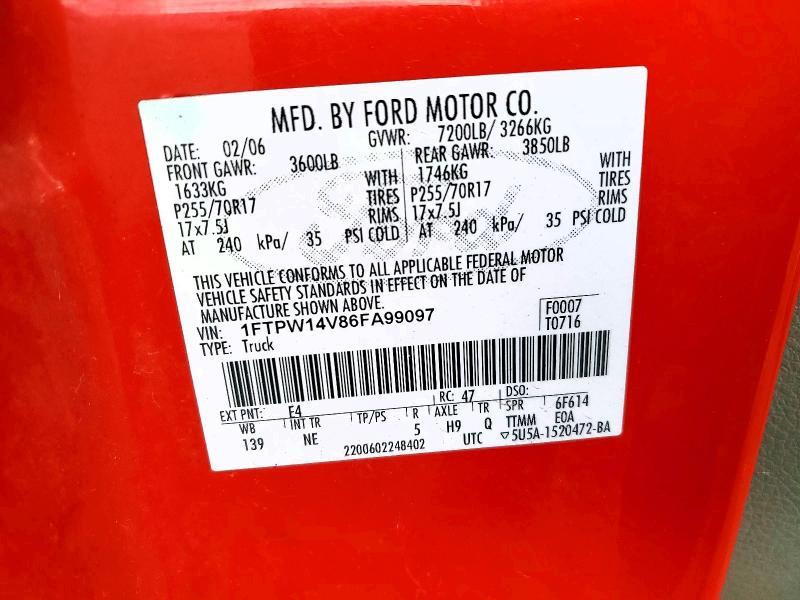 MFD. BY FORD MOTOR CO.
DATE: 02/06 GVWR: 7200LB/ 3266KG
FRONT GAWR: 3600LB REAR GAWR: 3850LB
1633KG WITH 1746KG WITH
P255/70R17 TIRES P255/70R17 TIRES
17x7.5J RIMS 17x7.5J RIMS
AT 240 kPa/ 35 PSI COLD AT 240 kPa/ 35 PSI COLD
Ford
THIS VEHICLE CONFORMS TO ALL APPLICABLE FEDERAL MOTOR
VEHICLE SAFETY STANDARDS IN EFFECT ON THE DATE OF
MANUFACTURE SHOWN ABOVE.
VIN: 1FTPW14V86FA99097 F0007
TYPE: Truck T0716
EXT PNT: E4 RC: 47 DSO:
WB INT TR TP/PS R AXLE TR SPR 6F614
139 NE 5 H9 Q TTMM EOA
2200602248402 UTC ▽5U5A-1520472-BA